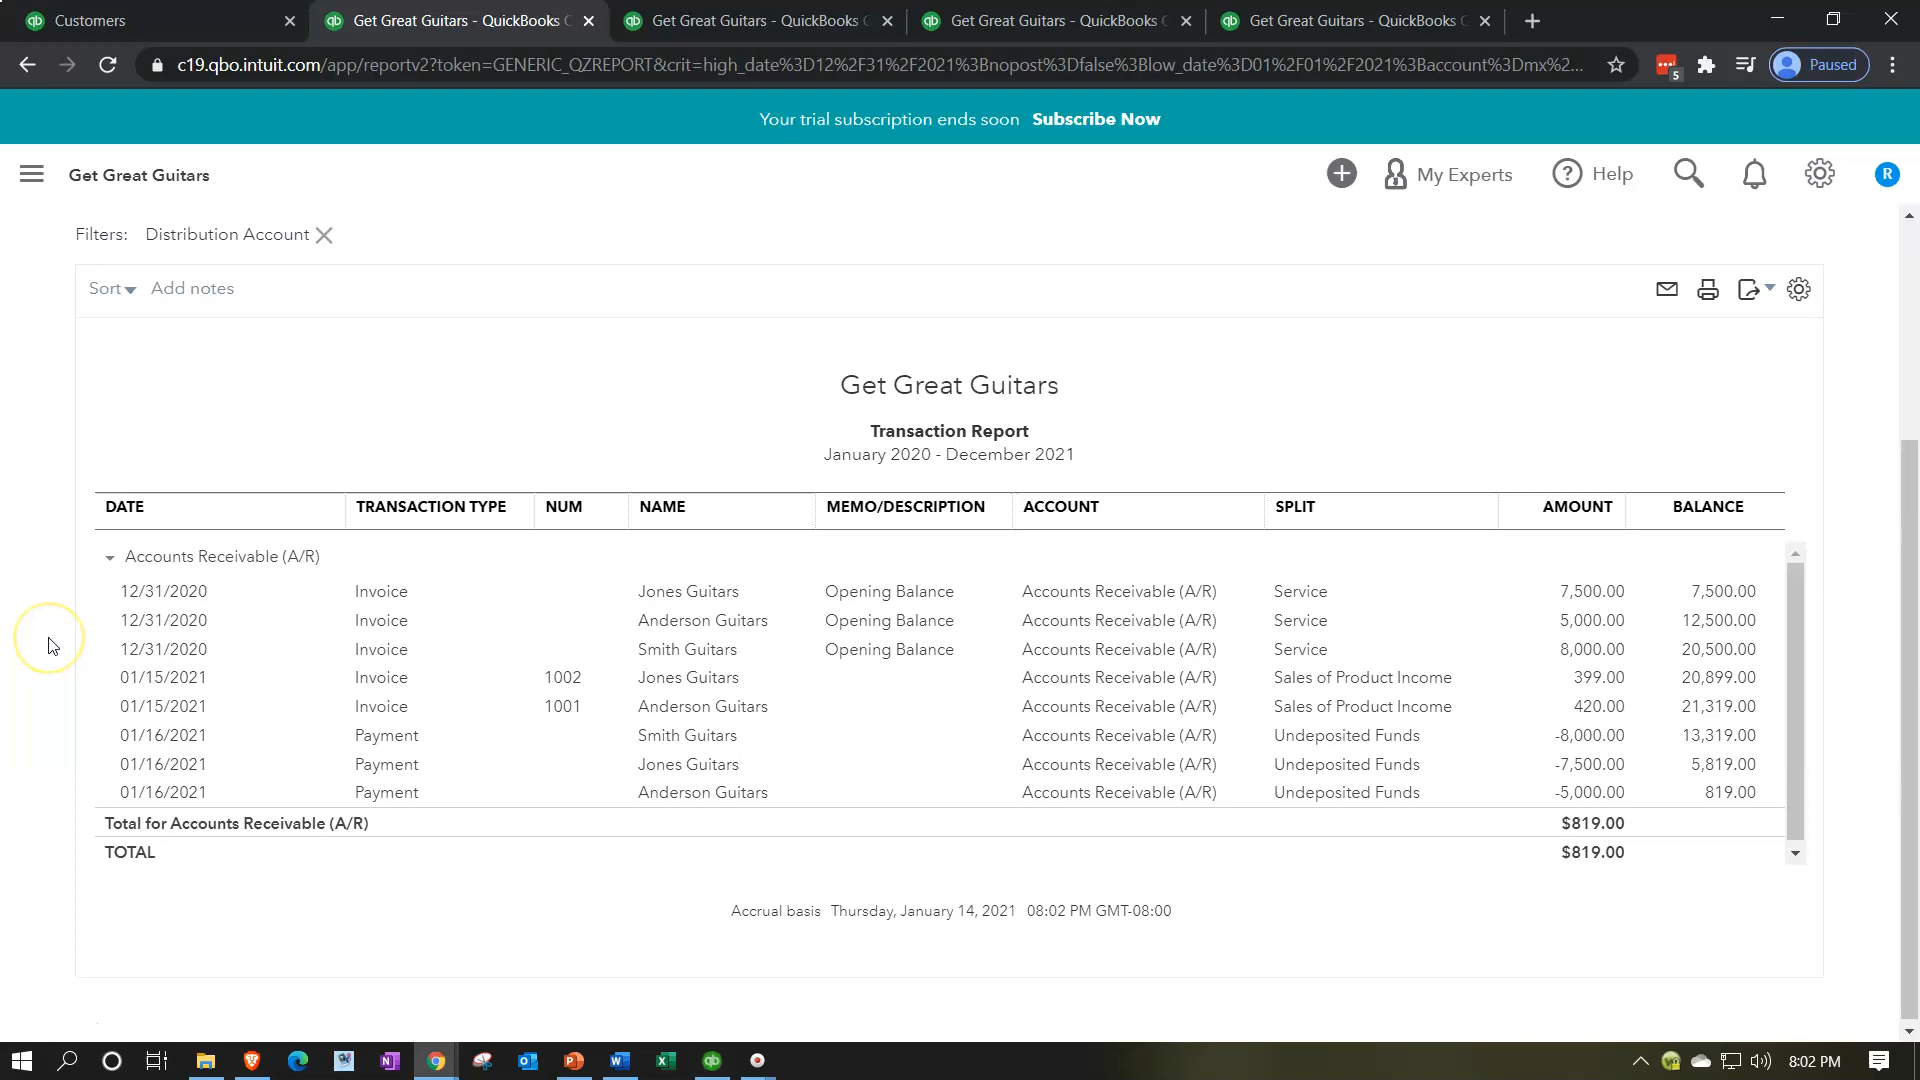 Customers
Get Great Guitars - QuickBooks
Get Great Guitars - QuickBooks
Get Great Guitars - QuickBooks
Get Great Guitars - QuickBooks
c19.qbo.intuit.com/app/reportv2?token=GENERIC_QZREPORT&crit=high_date%3D12%2F31%2F2021%3Bnopost%3Dfalse%3Blow_date%3D01%2F01%2F2021%3Baccount%3Dmx%2...
5
Paused
Your trial subscription ends soon Subscribe Now
Get Great Guitars
My Experts
? Help
R
Filters: Distribution Account
Sort Add notes
Get Great Guitars
Transaction Report
January 2020 - December 2021
DATE TRANSACTION TYPE NUM NAME MEMO/DESCRIPTION ACCOUNT SPLIT AMOUNT BALANCE
Accounts Receivable (A/R)
12/31/2020 Invoice Jones Guitars Opening Balance Accounts Receivable (A/R) Service 7,500.00 7,500.00
12/31/2020 Invoice Anderson Guitars Opening Balance Accounts Receivable (A/R) Service 5,000.00 12,500.00
12/31/2020 Invoice Smith Guitars Opening Balance Accounts Receivable (A/R) Service 8,000.00 20,500.00
01/15/2021 Invoice 1002 Jones Guitars Accounts Receivable (A/R) Sales of Product Income 399.00 20,899.00
01/15/2021 Invoice 1001 Anderson Guitars Accounts Receivable (A/R) Sales of Product Income 420.00 21,319.00
01/16/2021 Payment Smith Guitars Accounts Receivable (A/R) Undeposited Funds -8,000.00 13,319.00
01/16/2021 Payment Jones Guitars Accounts Receivable (A/R) Undeposited Funds -7,500.00 5,819.00
01/16/2021 Payment Anderson Guitars Accounts Receivable (A/R) Undeposited Funds -5,000.00 819.00
Total for Accounts Receivable (A/R) $819.00
TOTAL $819.00
Accrual basis Thursday, January 14, 2021 08:02 PM GMT-08:00
8:02 PM